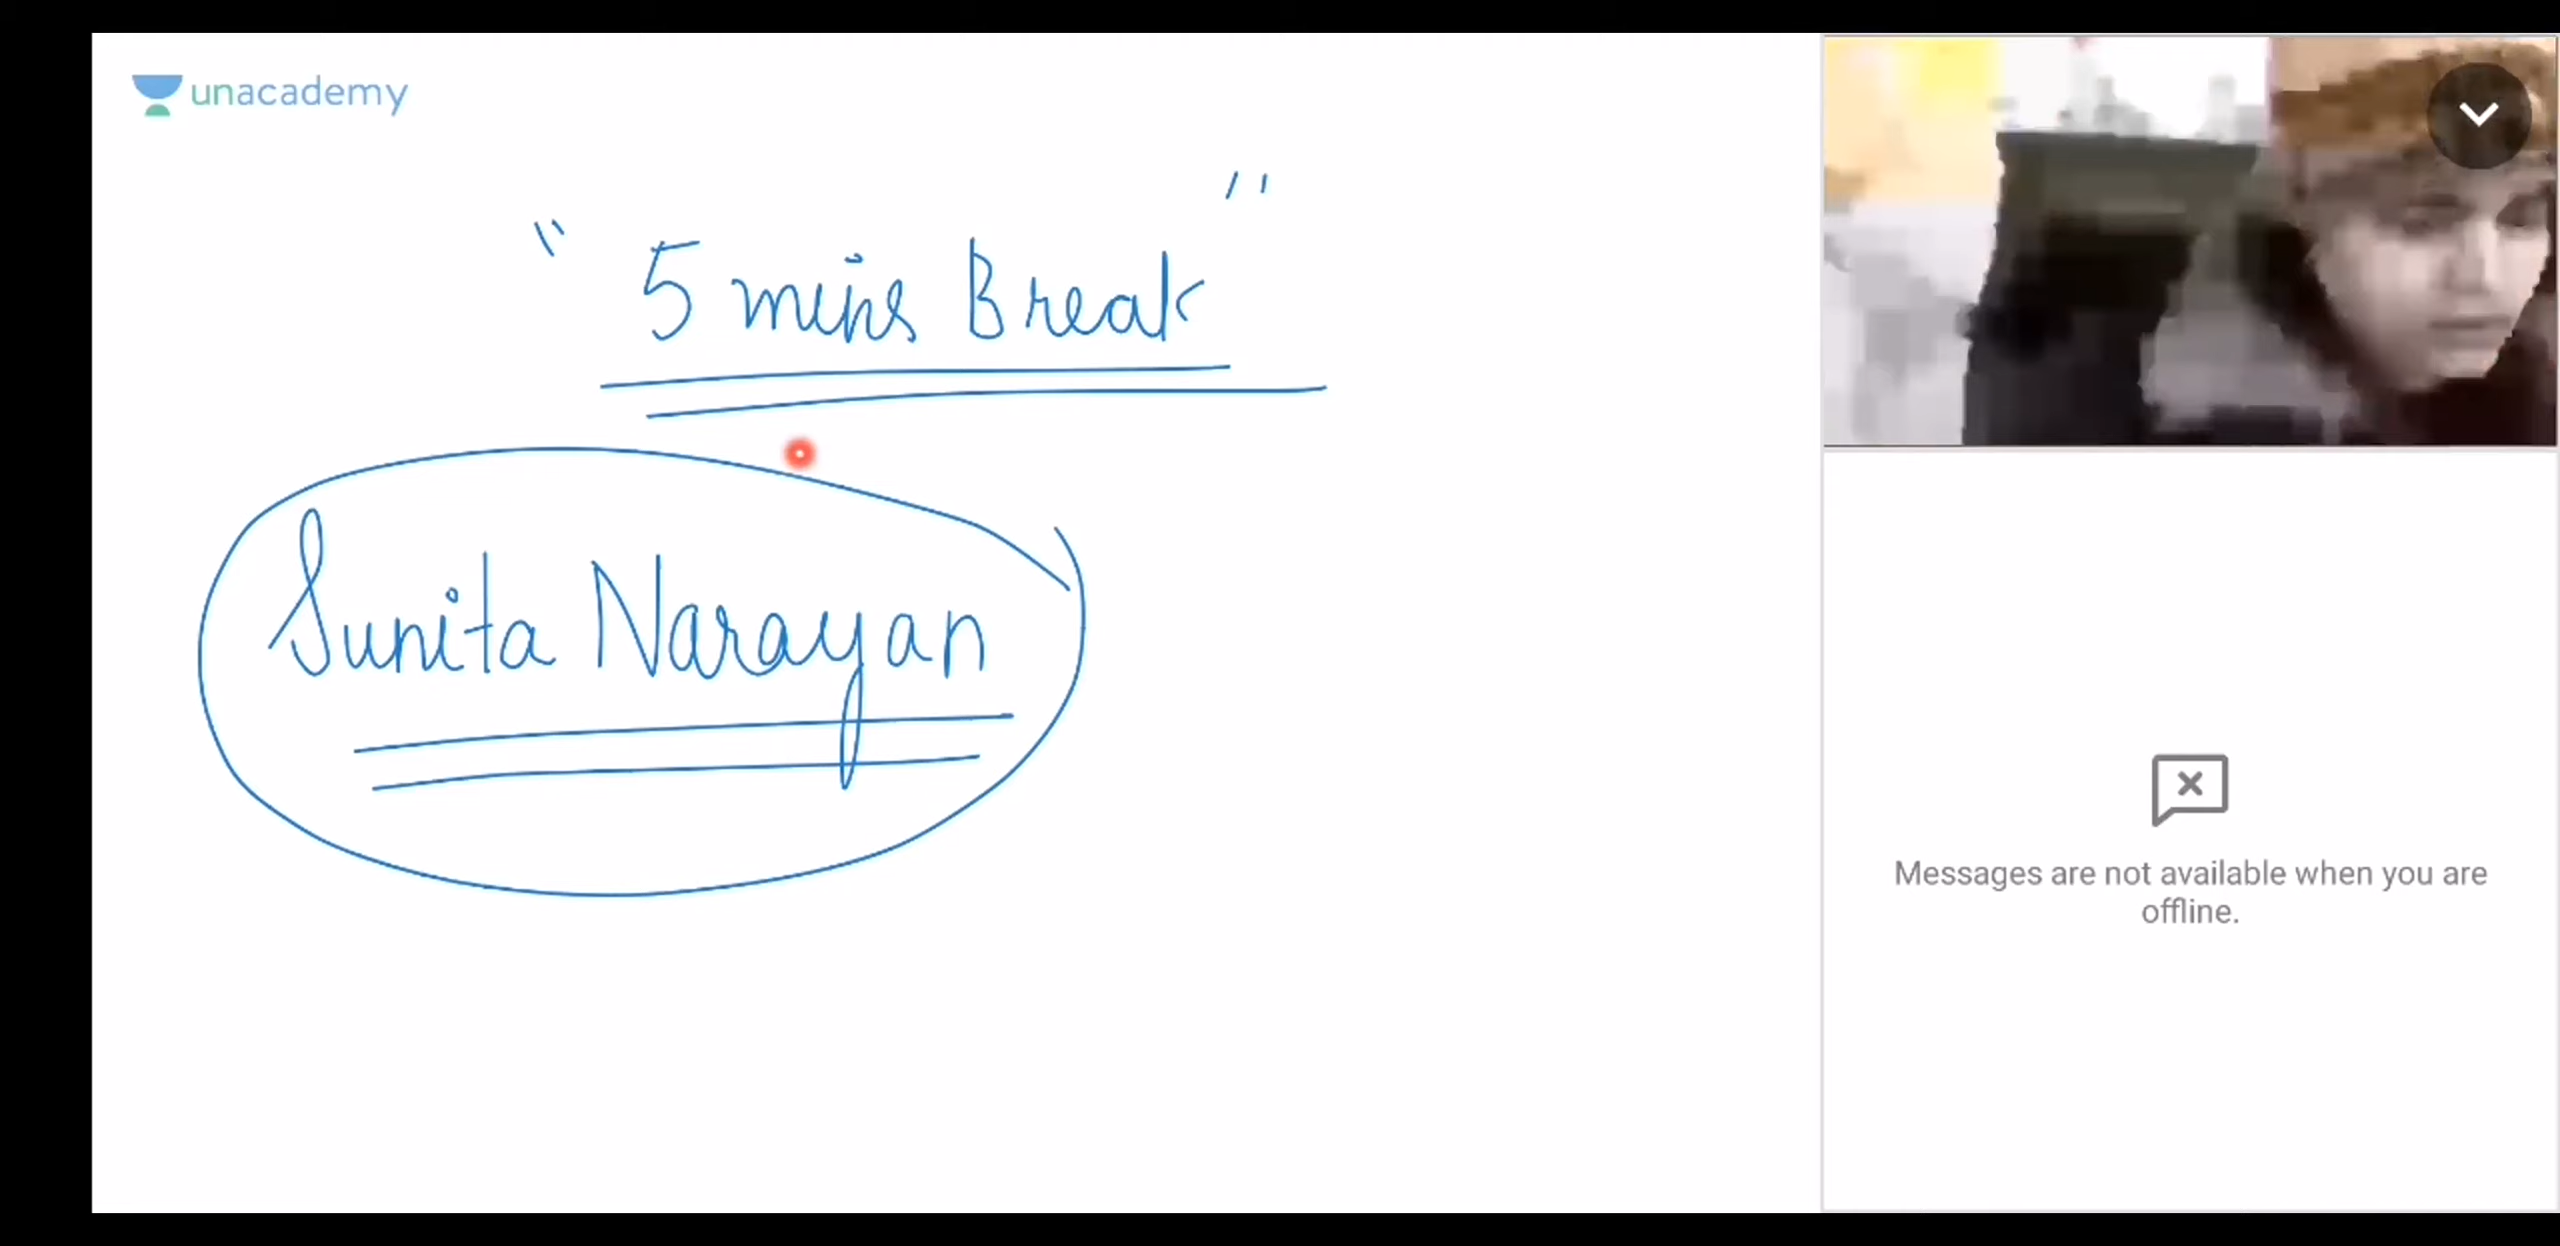 unacademy
" 5 mins Break "
Sunita Narayan
Messages are not available when you are
offline.